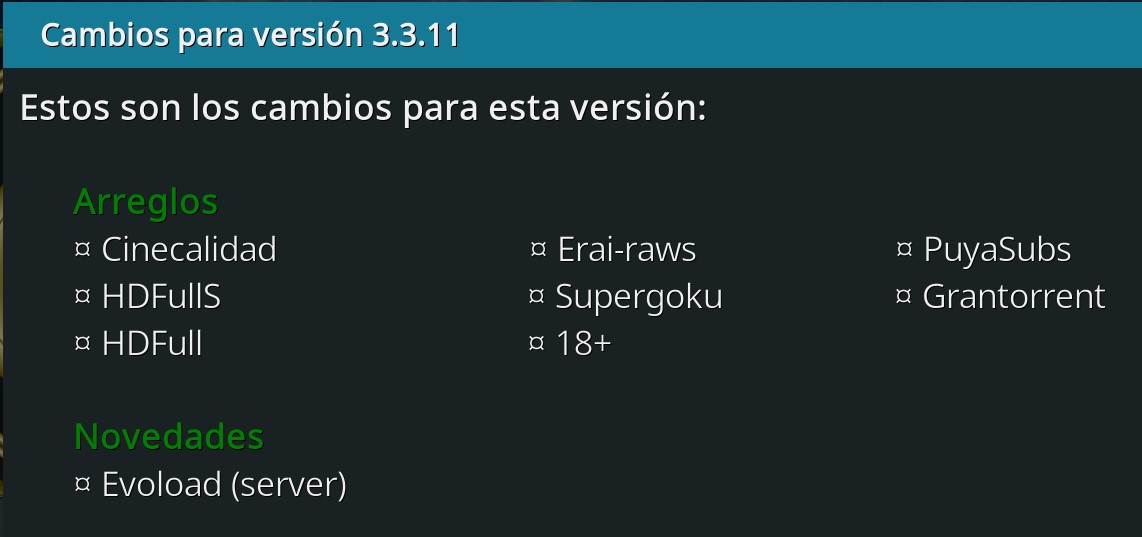 Cambios para versión 3.3.11
Estos son los cambios para esta versión:
Arreglos
¤ Cinecalidad ¤ Erai-raws ¤ PuyaSubs
¤ HDFullS ¤ Supergoku ¤ Grantorrent
¤ HDFull ¤ 18+
Novedades
¤ Evoload (server)